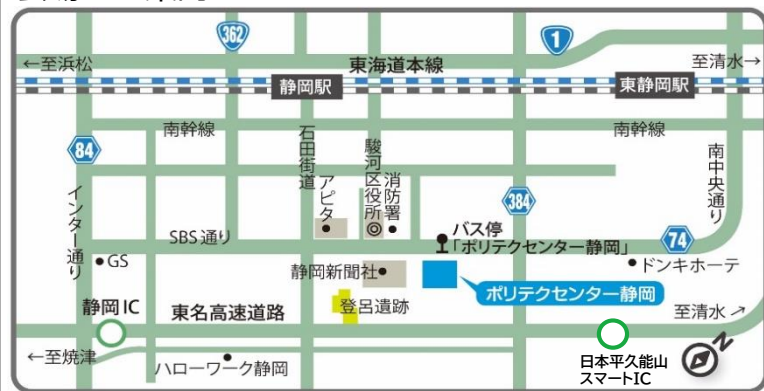 362
1
←至浜松
東海道本線
至清水→
静岡駅
東静岡駅
南幹線
南幹線
84
石田街道
アピタ
駿河区役所
消防署
384
南中央通り
インター通り
SBS通り
バス停
「ポリテクセンター静岡」
74
GS
静岡新聞社
ドンキホーテ
ポリテクセンター静岡
静岡IC
東名高速道路
登呂遺跡
至清水↗
←至焼津
ハローワーク静岡
日本平久能山
スマートIC
N